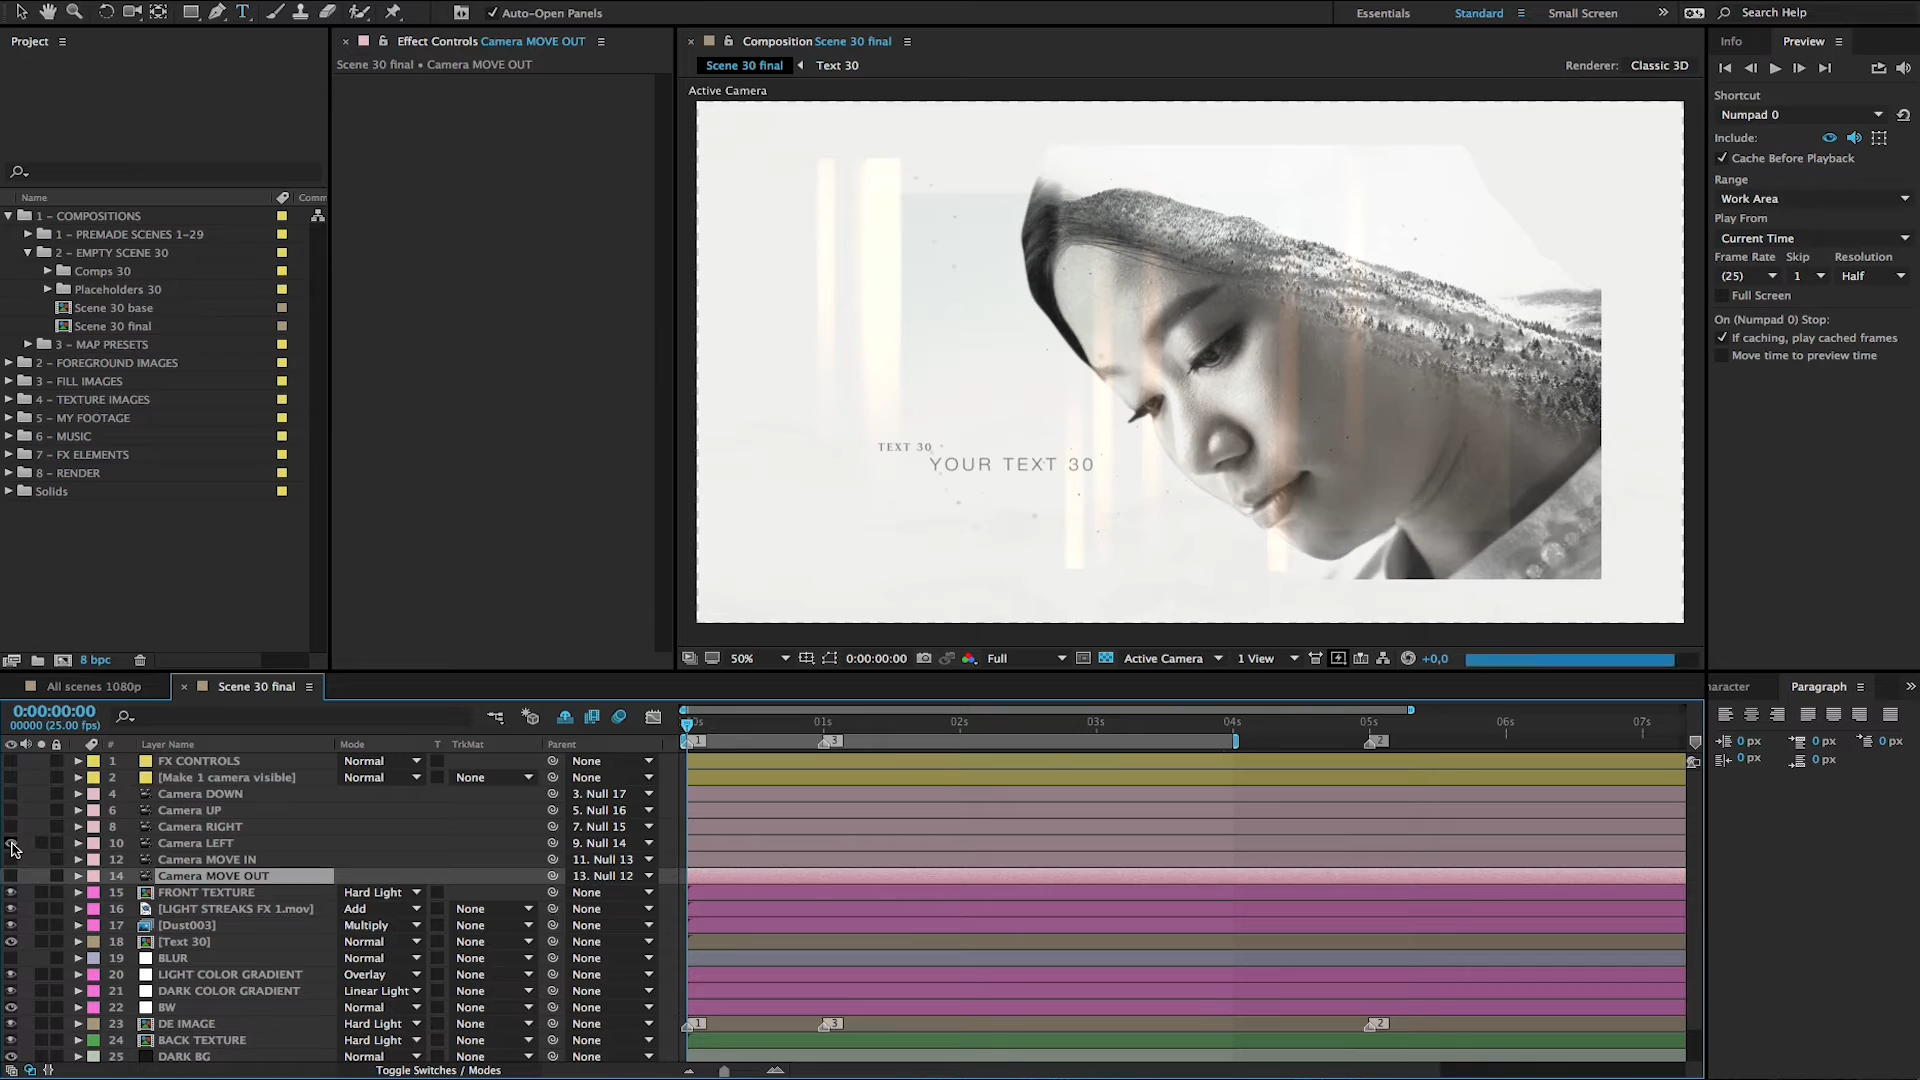 Auto-Open Panels
Essentials
Standard
Small Screen
Search Help
Project
Effect Controls Camera MOVE OUT
Composition Scene 30 final
Info
Preview
Scene 30 final • Camera MOVE OUT
Scene 30 final
Text 30
Renderer: Classic 3D
Active Camera
Shortcut
Numpad 0
Include:
Cache Before Playback
Range
Work Area
Play From
Current Time
Frame Rate Skip Resolution
(25) 1 Half
Full Screen
On (Numpad 0) Stop:
If caching, play cached frames
Move time to preview time
Name
Comm
1 - COMPOSITIONS
1 - PREMADE SCENES 1-29
2 - EMPTY SCENE 30
Comps 30
Placeholders 30
Scene 30 base
Scene 30 final
3 - MAP PRESETS
2 - FOREGROUND IMAGES
3 - FILL IMAGES
4 - TEXTURE IMAGES
5 - MY FOOTAGE
6 - MUSIC
7 - FX ELEMENTS
8 - RENDER
Solids
TEXT 30
YOUR TEXT 30
8 bpc
50%
0:00:00:00
Full
Active Camera
1 View
+0,0
All scenes 1080p
Scene 30 final
aracter
Paragraph
0:00:00:00
00000 (25.00 fps)
0s 01s 02s 03s 04s 05s 06s 07s
1 3 2
0 px 0 px 0 px
0 px 0 px
# Layer Name Mode T TrkMat Parent
1 FX CONTROLS Normal None
2 [Make 1 camera visible] Normal None None
4 Camera DOWN 3. Null 17
6 Camera UP 5. Null 16
8 Camera RIGHT 7. Null 15
10 Camera LEFT 9. Null 14
12 Camera MOVE IN 11. Null 13
14 Camera MOVE OUT 13. Null 12
15 FRONT TEXTURE Hard Light None
16 [LIGHT STREAKS FX 1.mov] Add None None
17 [Dust003] Multiply None None
18 [Text 30] Normal None None
19 BLUR Normal None None
20 LIGHT COLOR GRADIENT Overlay None None
21 DARK COLOR GRADIENT Linear Light None None
22 BW Normal None None
23 DE IMAGE Hard Light None None 1 3 2
24 BACK TEXTURE Hard Light None None
25 DARK BG Normal None None
Toggle Switches / Modes